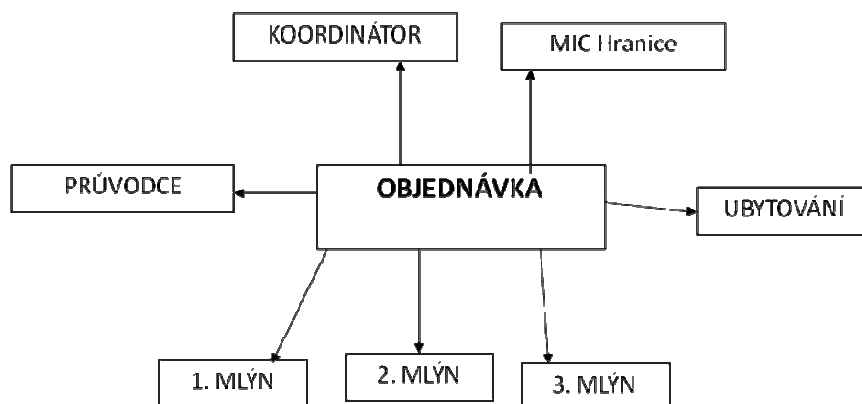 KOORDINÁTOR
MIC Hranice
PRŮVODCE
OBJEDNÁVKA
UBYTOVÁNÍ
1. MLÝN
2. MLÝN
3. MLÝN